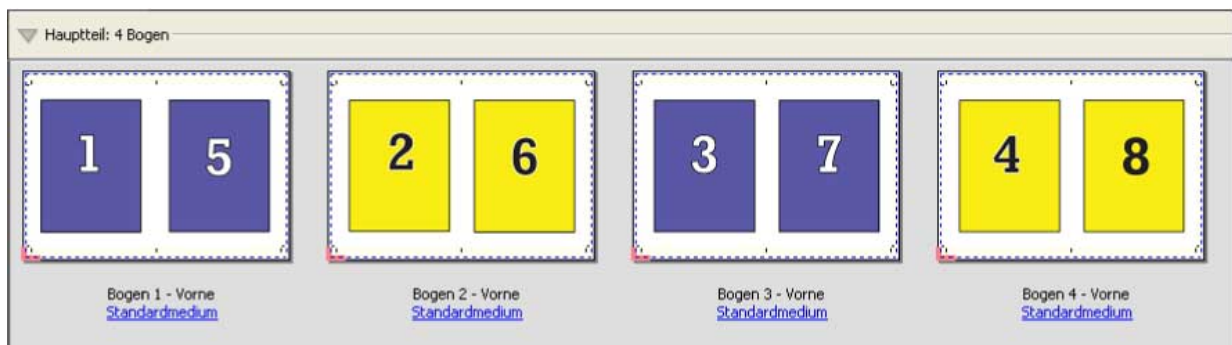 Hauptteil: 4 Bogen
1 5 2 6 3 7 4 8
Bogen 1 - Vorne Bogen 2 - Vorne Bogen 3 - Vorne Bogen 4 - Vorne
Standardmedium Standardmedium Standardmedium Standardmedium